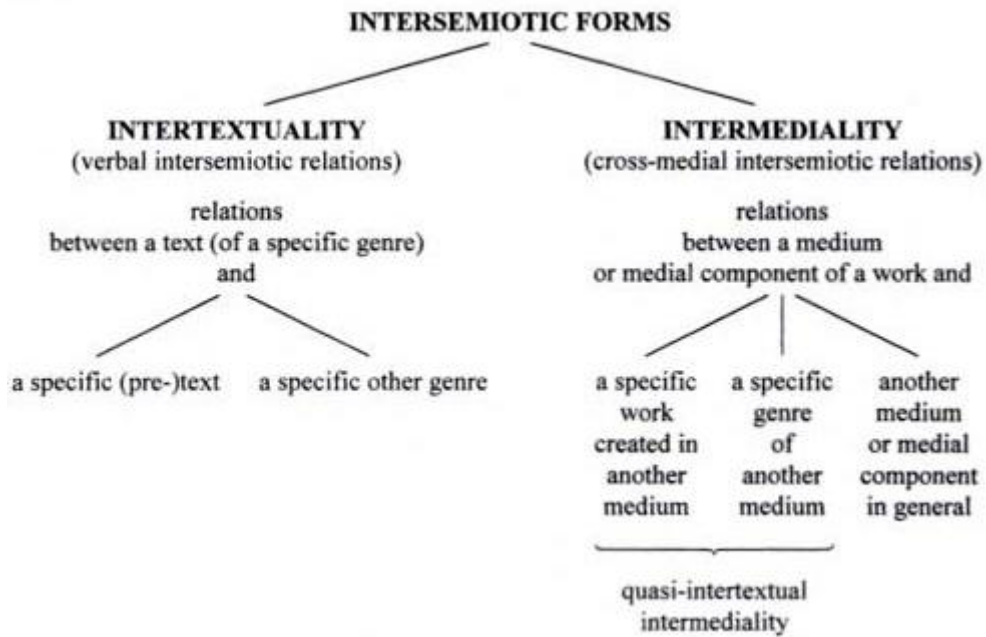 INTERSEMIOTIC FORMS
INTERTEXTUALITY
(verbal intersemiotic relations)
relations
between a text (of a specific genre)
and
a specific (pre-)text
a specific other genre
INTERMEDIALITY
(cross-medial intersemiotic relations)
relations
between a medium
or medial component of a work and
a specific
work
created in
another
medium
a specific
genre
of
another
medium
another
medium
or medial
component
in general
quasi-intertextual
intermediality